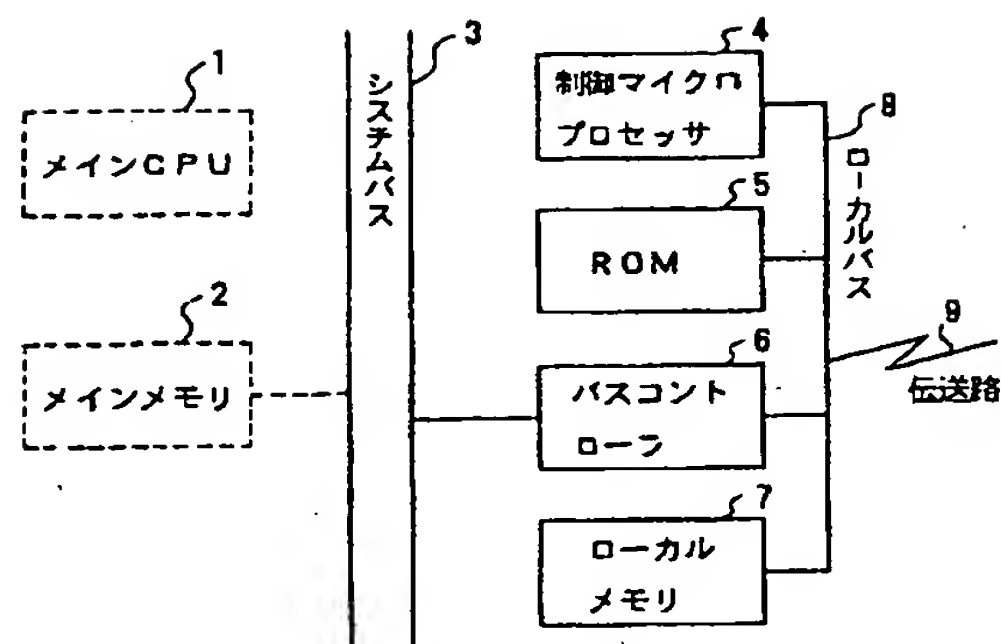 1
メインCPU
2
メインメモリ
3
システムバス
4
制御マイクロ
プロセッサ
5
ROM
6
バスコント
ローラ
7
ローカル
メモリ
8
ローカルバス
9
伝送路